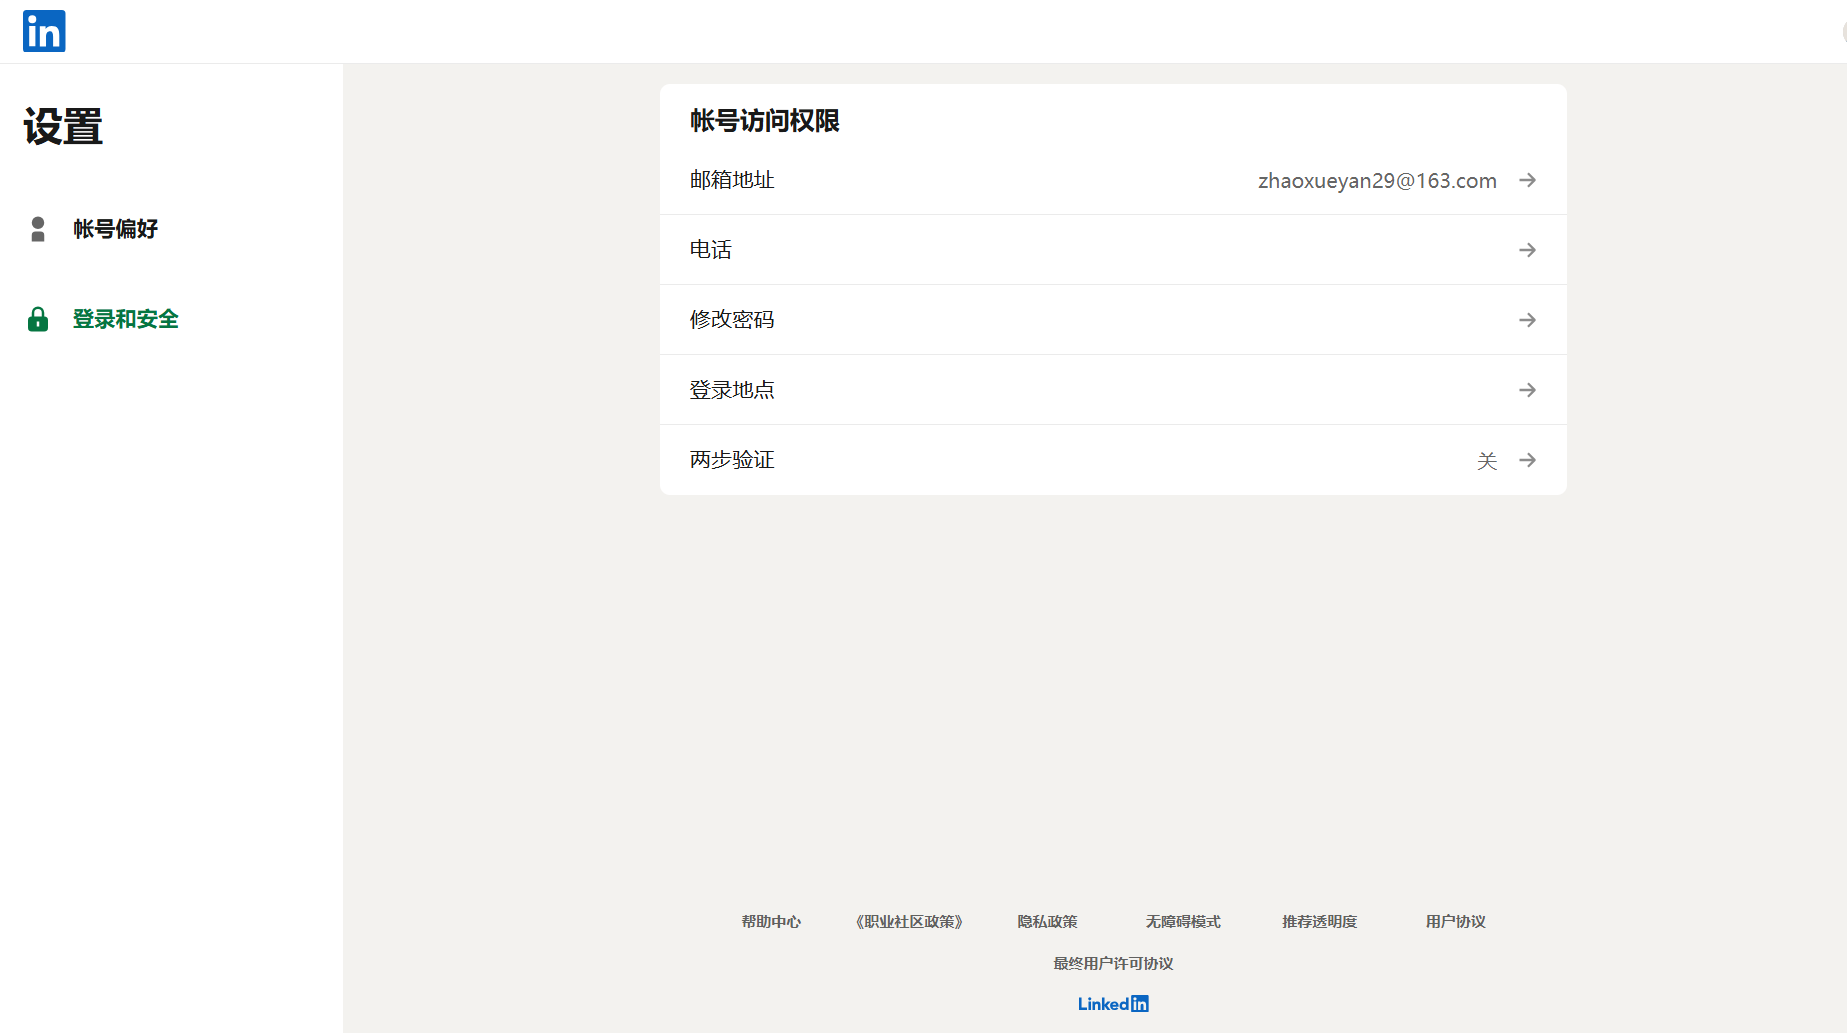 in
设置
帐号偏好
登录和安全
帐号访问权限
邮箱地址 zhaoxueyan29@163.com
电话
修改密码
登录地点
两步验证 关
帮助中心 《职业社区政策》 隐私政策 无障碍模式 推荐透明度 用户协议
最终用户许可协议
Linkedin